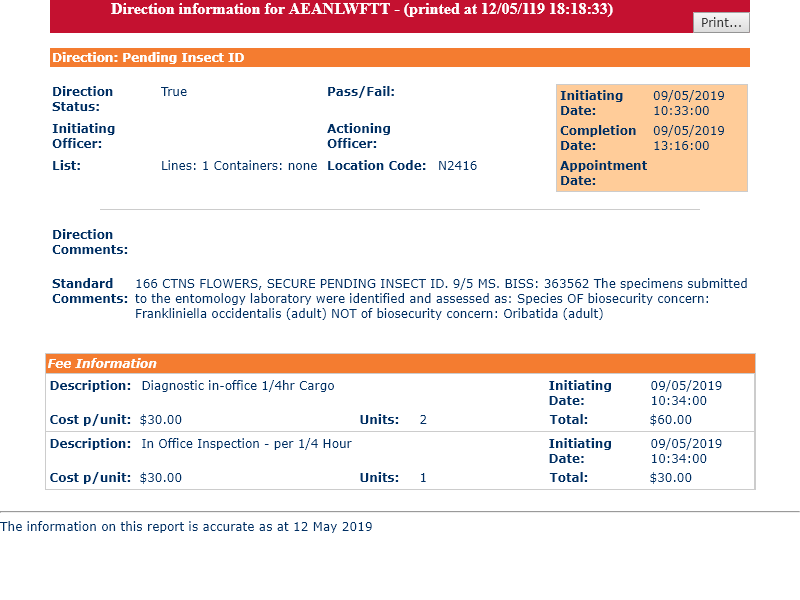 Direction information for AEANLWFTT - (printed at 12/05/119 18:18:33)
Print...
Direction: Pending Insect ID
Direction Status: True Pass/Fail:
Initiating Date: 09/05/2019 10:33:00
Initiating Officer: Actioning Officer:
Completion Date: 09/05/2019 13:16:00
List: Lines: 1 Containers: none Location Code: N2416
Appointment Date:
Direction Comments:
Standard Comments: 166 CTNS FLOWERS, SECURE PENDING INSECT ID. 9/5 MS. BISS: 363562 The specimens submitted
to the entomology laboratory were identified and assessed as: Species OF biosecurity concern:
Frankliniella occidentalis (adult) NOT of biosecurity concern: Oribatida (adult)
Fee Information
Description: Diagnostic in-office 1/4hr Cargo Initiating Date: 09/05/2019 10:34:00
Cost p/unit: $30.00 Units: 2 Total: $60.00
Description: In Office Inspection - per 1/4 Hour Initiating Date: 09/05/2019 10:34:00
Cost p/unit: $30.00 Units: 1 Total: $30.00
The information on this report is accurate as at 12 May 2019